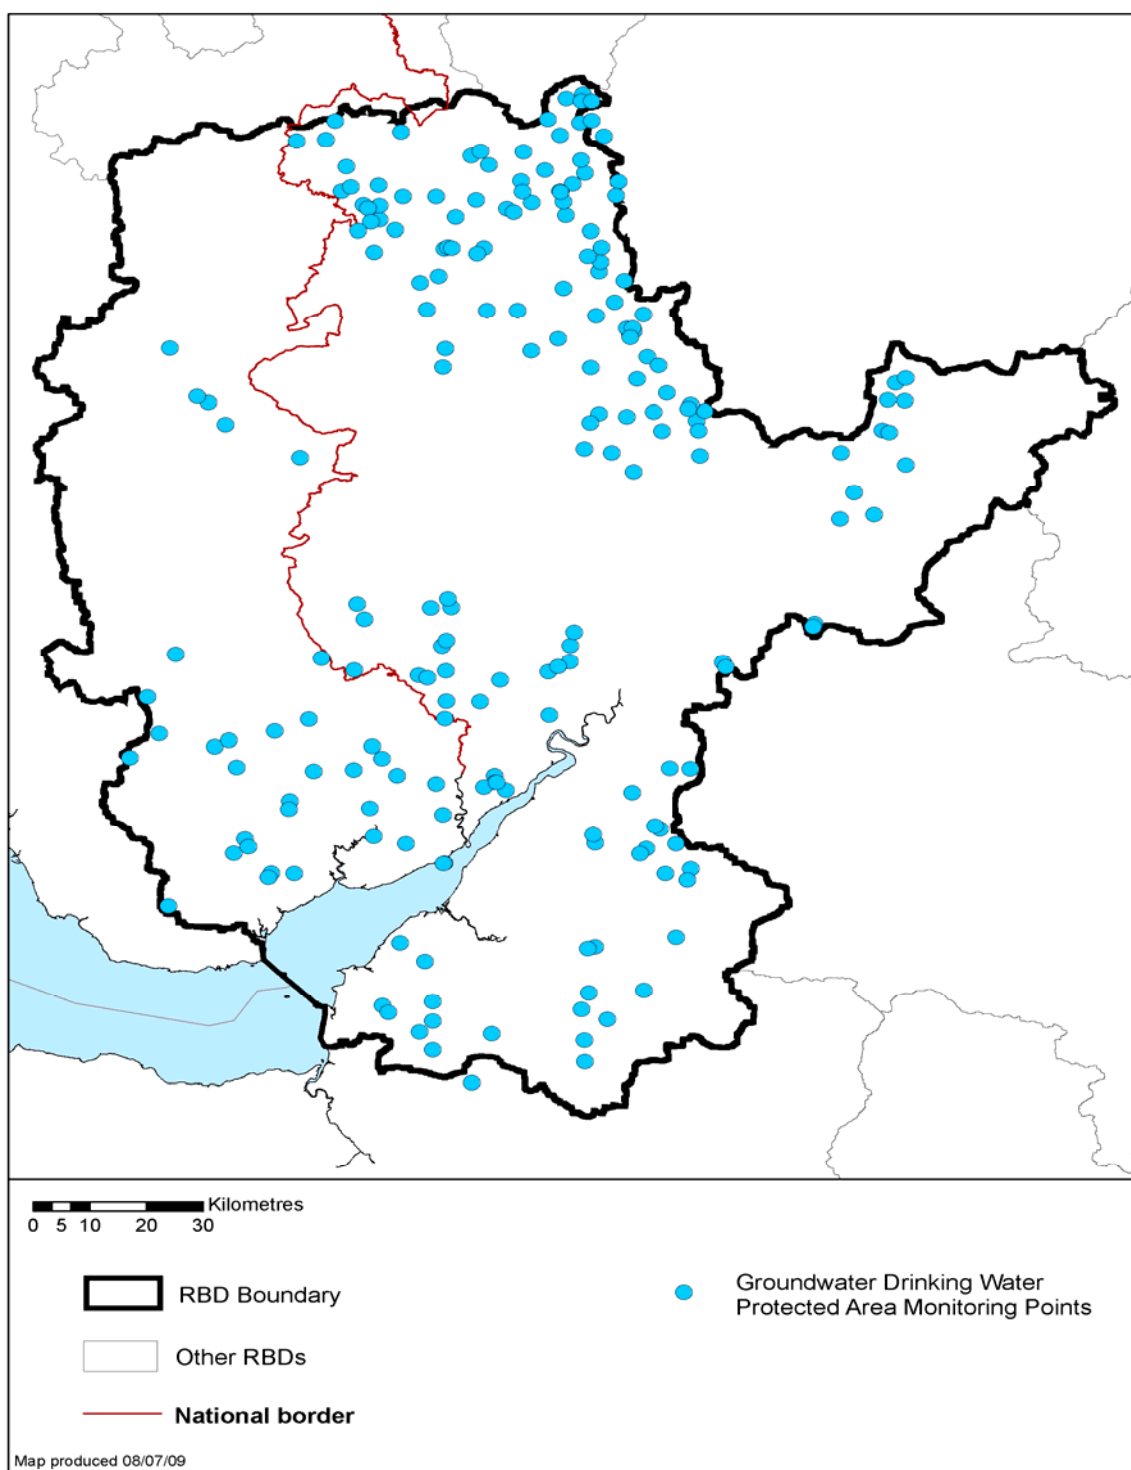 Kilometres
0 5 10 20 30
RBD Boundary
Groundwater Drinking Water
Protected Area Monitoring Points
Other RBDs
National border
Map produced 08/07/09